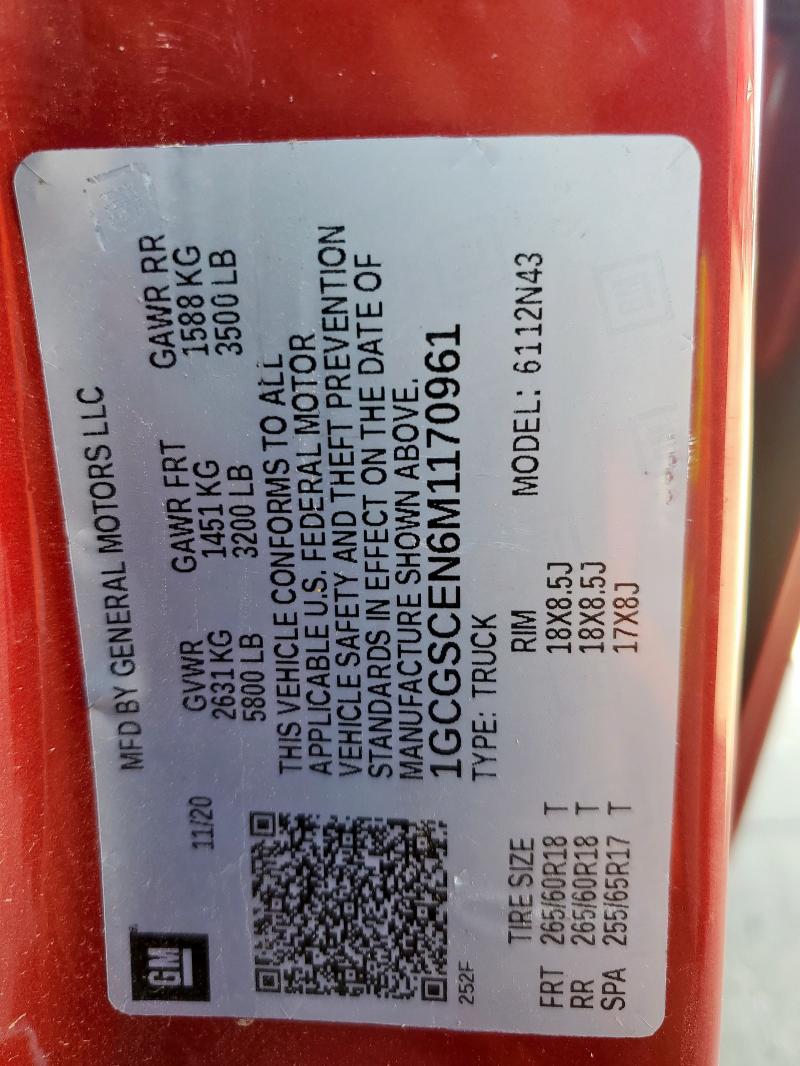 GM
MFD BY GENERAL MOTORS LLC
11/20
GVWR GAWR FRT GAWR RR
2631 KG 1451 KG 1588 KG
5800 LB 3200 LB 3500 LB
THIS VEHICLE CONFORMS TO ALL
APPLICABLE U.S. FEDERAL MOTOR
VEHICLE SAFETY AND THEFT PREVENTION
STANDARDS IN EFFECT ON THE DATE OF
MANUFACTURE SHOWN ABOVE.
1GCGSCEN6M1170961
252F
TYPE: TRUCK
TIRE SIZE RIM MODEL: 6112N43
FRT 265/60R18 T 18X8.5J
RR 265/60R18 T 18X8.5J
SPA 255/65R17 T 17X8J